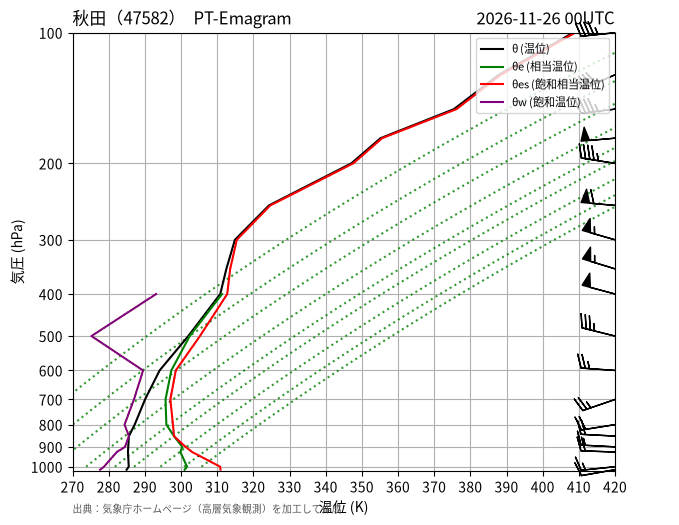 秋田（47582） PT-Emagram
2026-11-26 00UTC
θ (温位)
θe (相当温位)
θes (飽和相当温位)
θw (飽和温位)
気圧 (hPa)
100
200
300
400
500
600
700
800
900
1000
270 280 290 300 310 320 330 340 350 360 370 380 390 400 410 420
温位 (K)
出典：気象庁ホームページ（高層気象観測）を加工して